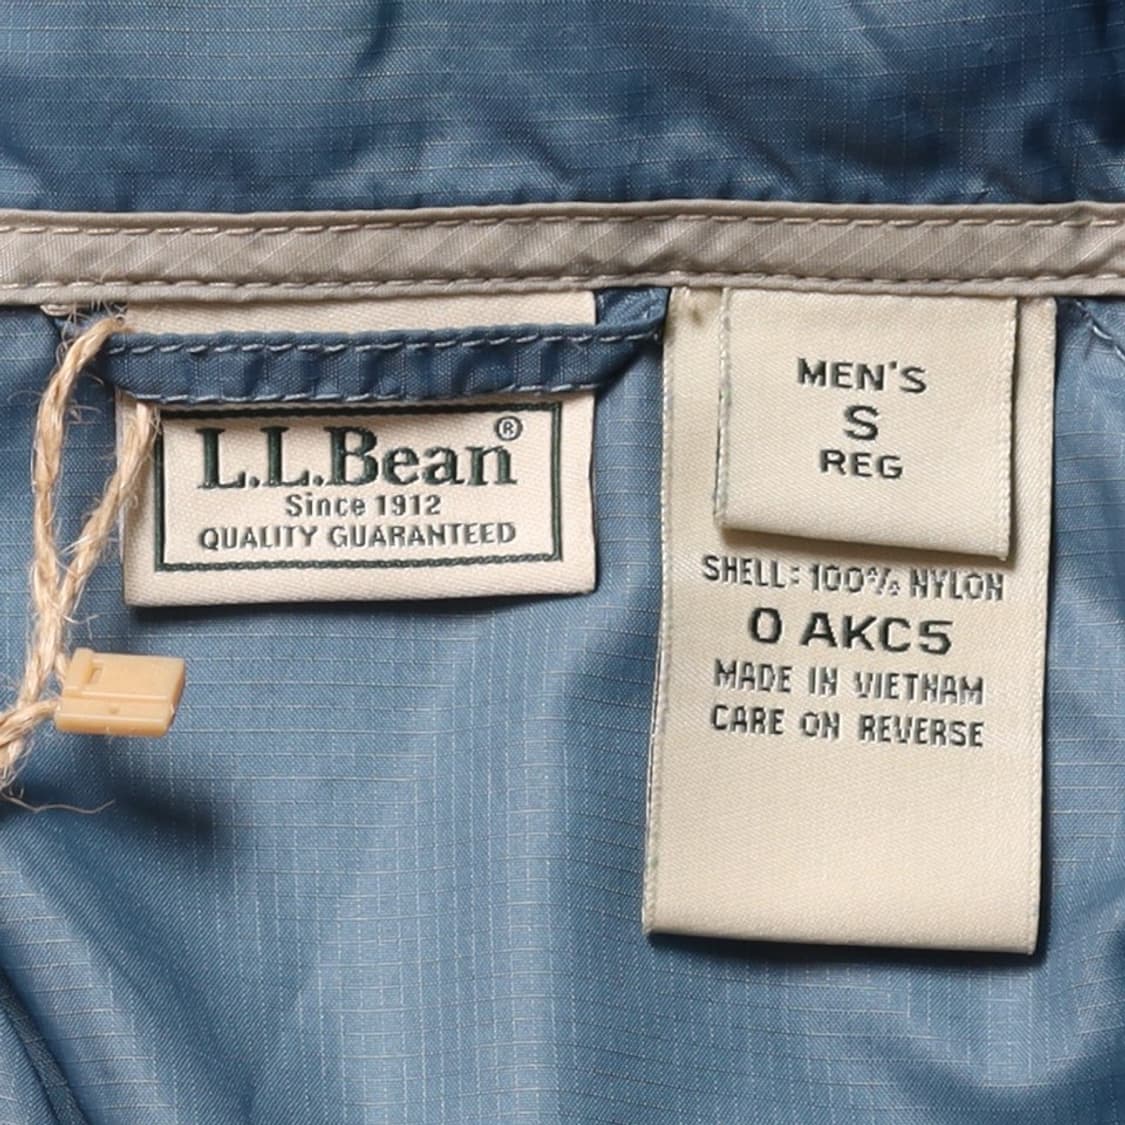 L.L.Bean®
Since 1912
QUALITY GUARANTEED
MEN'S
S
REG
SHELL: 100% NYLON
0 AKC5
MADE IN VIETNAM
CARE ON REVERSE